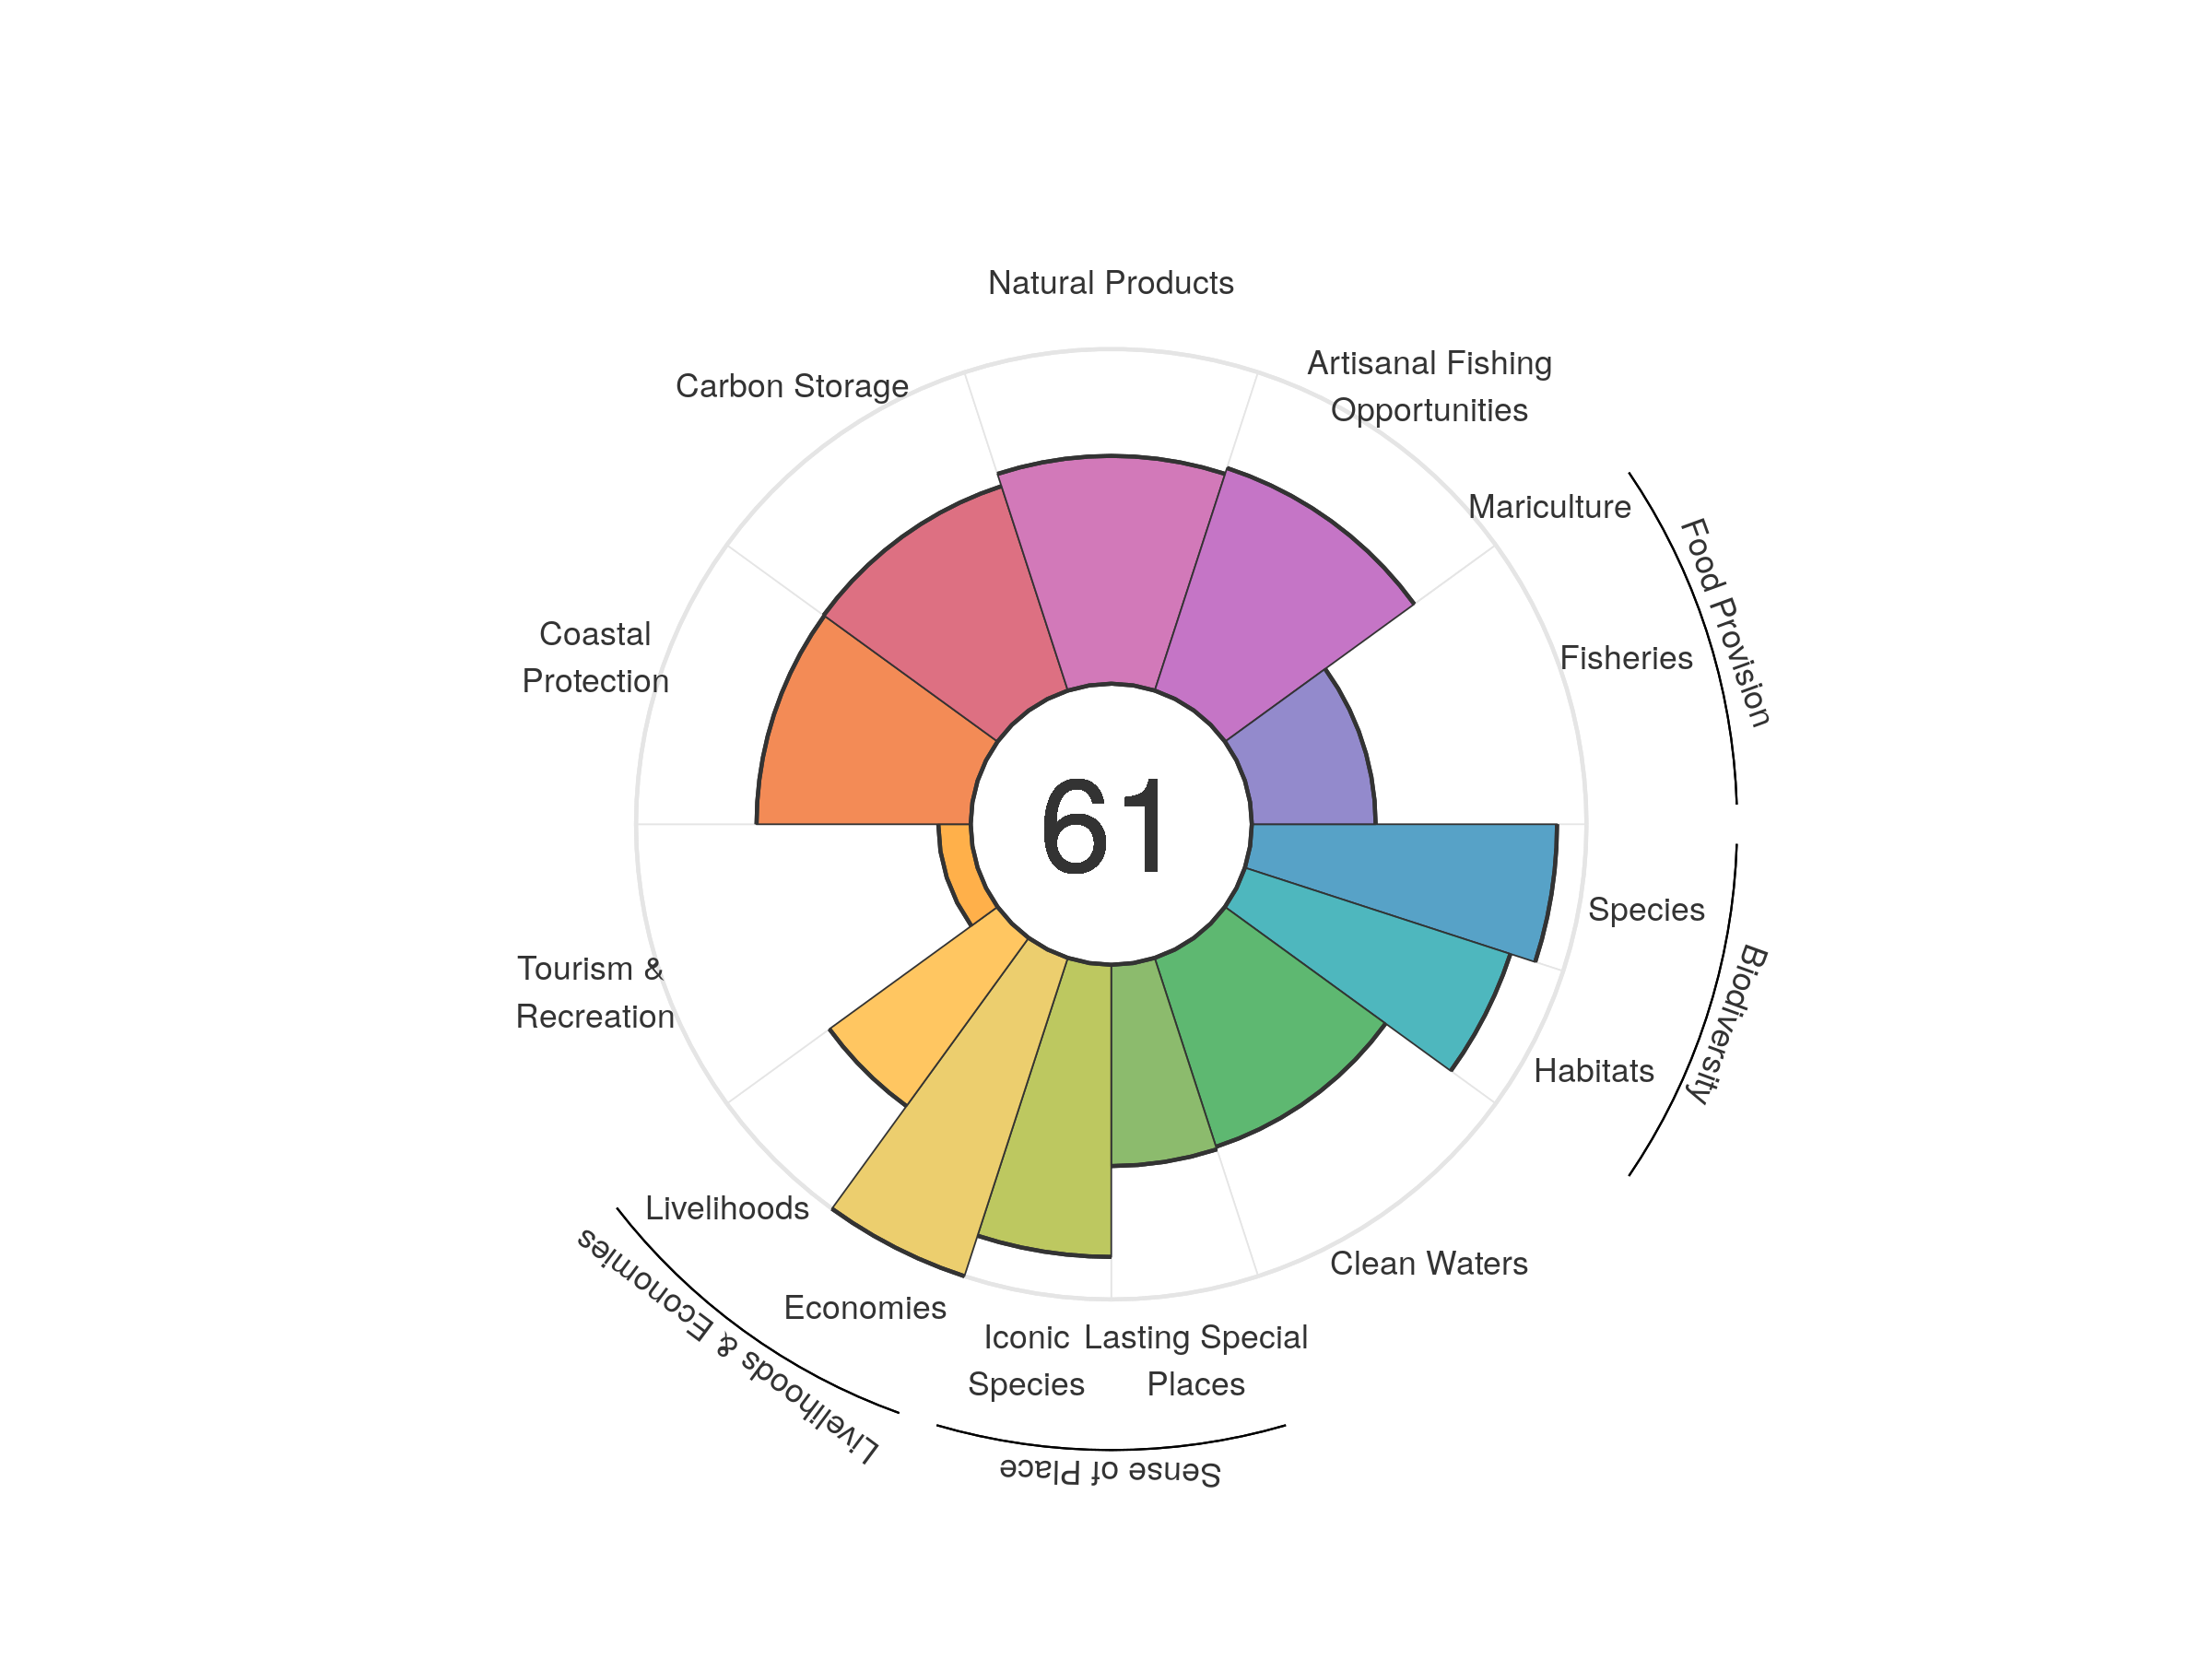 Natural Products
Artisanal Fishing
Opportunities
Carbon Storage
Mariculture
Food Provision
Fisheries
Coastal
Protection
61
Species
Biodiversity
Tourism &
Recreation
Habitats
Livelihoods
Clean Waters
Livelihoods & Economies
Economies
Iconic
Species
Lasting Special
Places
Sense of Place